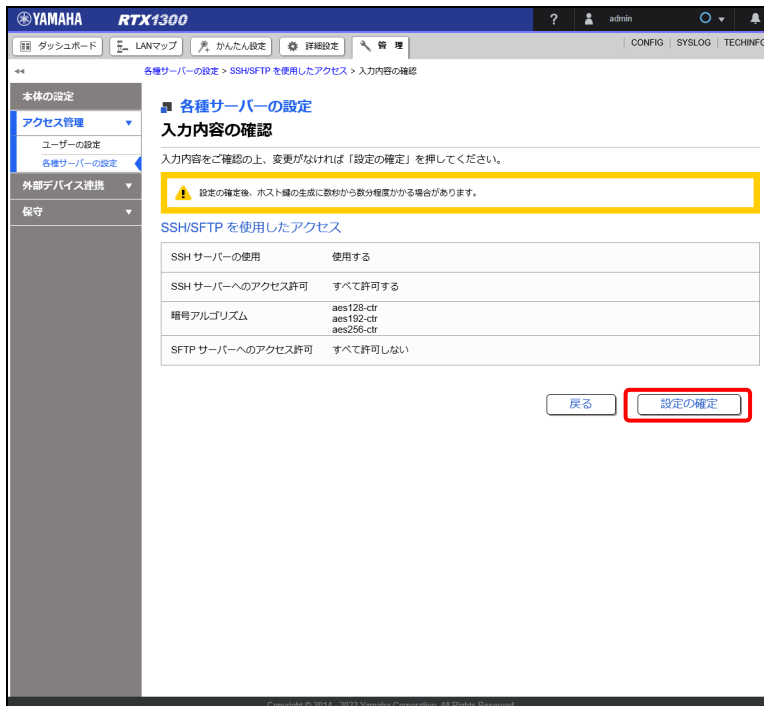 YAMAHA RTX1300 ? admin
ダッシュボード LANマップ かんたん設定 詳細設定 管 理 CONFIG SYSLOG TECHINFO
各種サーバーの設定 > SSH/SFTP を使用したアクセス > 入力内容の確認
本体の設定
アクセス管理
ユーザーの設定
各種サーバーの設定
外部デバイス連携
保守
各種サーバーの設定
入力内容の確認
入力内容をご確認の上、変更がなければ「設定の確定」を押してください。
設定の確定後、ホスト鍵の生成に数秒から数分程度かかる場合があります。
SSH/SFTP を使用したアクセス
SSH サーバーの使用 使用する
SSH サーバーへのアクセス許可 すべて許可する
暗号アルゴリズム aes128-ctr
aes192-ctr
aes256-ctr
SFTP サーバーへのアクセス許可 すべて許可しない
戻る 設定の確定
Copyright © 2014 - 2022 Yamaha Corporation. All Rights Reserved.